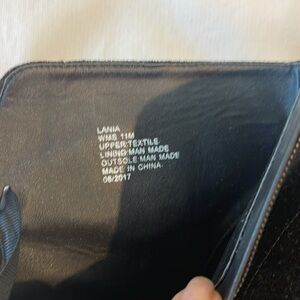 LANIA
WMS 11M
UPPER:TEXTILE
LINING:MAN MADE
OUTSOLE:MAN MADE
MADE IN CHINA
06/2017